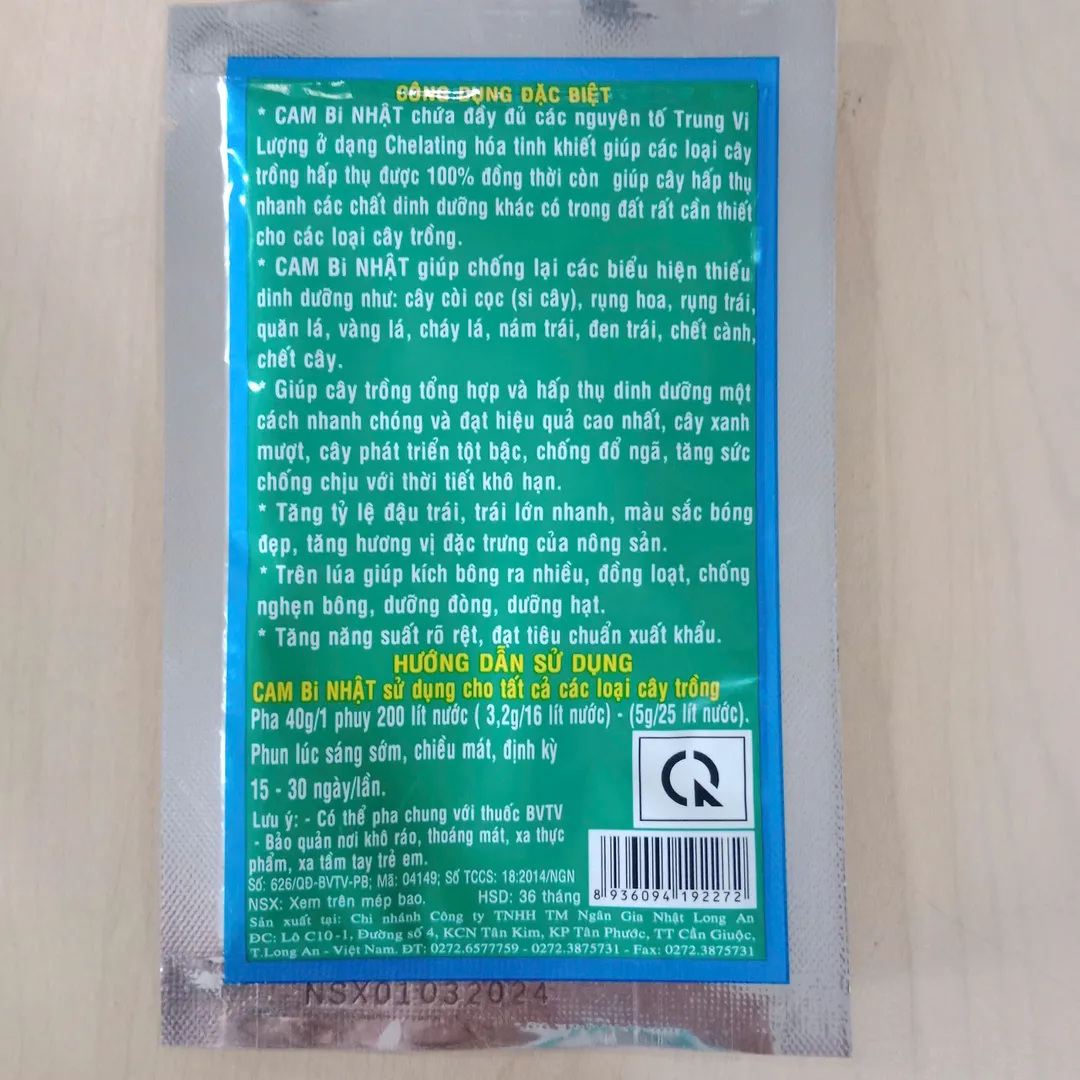 CÔNG DỤNG ĐẶC BIỆT
* CAM Bi NHẬT chứa đầy đủ các nguyên tố Trung Vi
Lượng ở dạng Chelating hóa tinh khiết giúp các loại cây
trồng hấp thụ được 100% đồng thời còn giúp cây hấp thụ
nhanh các chất dinh dưỡng khác có trong đất rất cần thiết
cho các loại cây trồng.
* CAM Bi NHẬT giúp chống lại các biểu hiện thiếu
dinh dưỡng như: cây còi cọc (si cây), rụng hoa, rụng trái,
quăn lá, vàng lá, cháy lá, nám trái, đen trái, chết cành,
chết cây.
* Giúp cây trồng tổng hợp và hấp thụ dinh dưỡng một
cách nhanh chóng và đạt hiệu quả cao nhất, cây xanh
mượt, cây phát triển tột bậc, chống đổ ngã, tăng sức
chống chịu với thời tiết khô hạn.
* Tăng tỷ lệ đậu trái, trái lớn nhanh, màu sắc bóng
đẹp, tăng hương vị đặc trưng của nông sản.
* Trên lúa giúp kích bông ra nhiều, đồng loạt, chống
nghẹn bông, dưỡng đòng, dưỡng hạt.
* Tăng năng suất rõ rệt, đạt tiêu chuẩn xuất khẩu.
HƯỚNG DẪN SỬ DỤNG
CAM Bi NHẬT sử dụng cho tất cả các loại cây trồng
Pha 40g/1 phuy 200 lít nước ( 3,2g/16 lít nước) - (5g/25 lít nước).
Phun lúc sáng sớm, chiều mát, định kỳ
15 - 30 ngày/lần.
Lưu ý: - Có thể pha chung với thuốc BVTV
- Bảo quản nơi khô ráo, thoáng mát, xa thực
phẩm, xa tầm tay trẻ em.
Số: 626/QĐ-BVTV-PB; Mã: 04149; Số TCCS: 18:2014/NGN
NSX: Xem trên mép bao. HSD: 36 tháng
8 936094 192272
Sản xuất tại: Chi nhánh Công ty TNHH TM Ngân Gia Nhật Long An
ĐC: Lô C10-1, Đường số 4, KCN Tân Kim, KP Tân Phước, TT Cần Giuộc,
T.Long An - Việt Nam. ĐT: 0272.6577759 - 0272.3875731 - Fax: 0272.3875731
NSX01032024